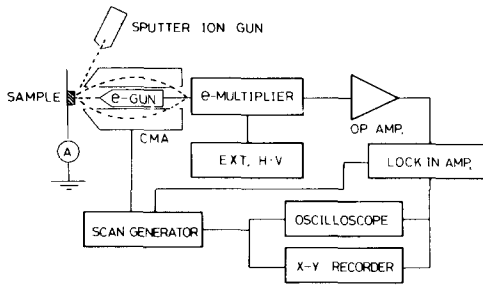 SPUTTER ION GUN
SAMPLE
e-GUN
e-MULTIPLIER
CMA
OP AMP.
A
EXT. H·V
LOCK IN AMP.
SCAN GENERATOR
OSCILLOSCOPE
X-Y RECORDER